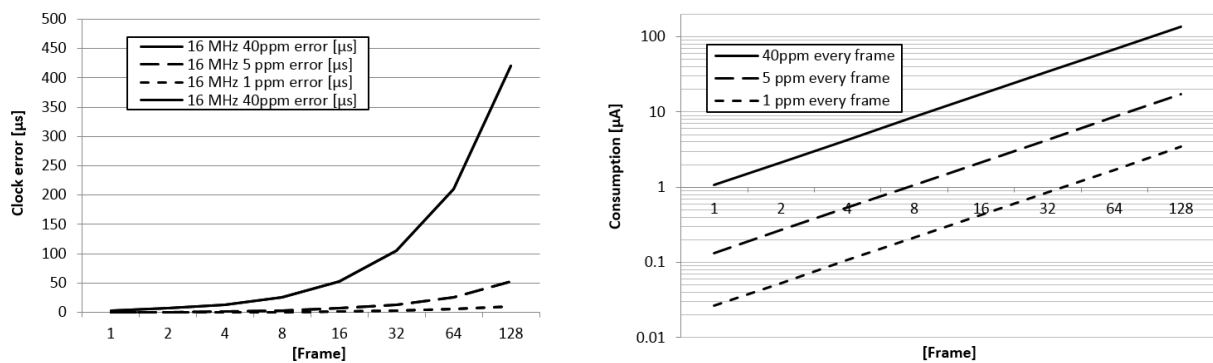 500
450
400
350
300
250
200
150
100
50
0
Clock error [µs]
16 MHz 40ppm error [µs]
16 MHz 5 ppm error [µs]
16 MHz 1 ppm error [µs]
16 MHz 40ppm error [µs]
1 2 4 8 16 32 64 128
[Frame]
100
10
1
0.1
0.01
Consumption [µA]
40ppm every frame
5 ppm every frame
1 ppm every frame
1 2 4 8 16 32 64 128
[Frame]